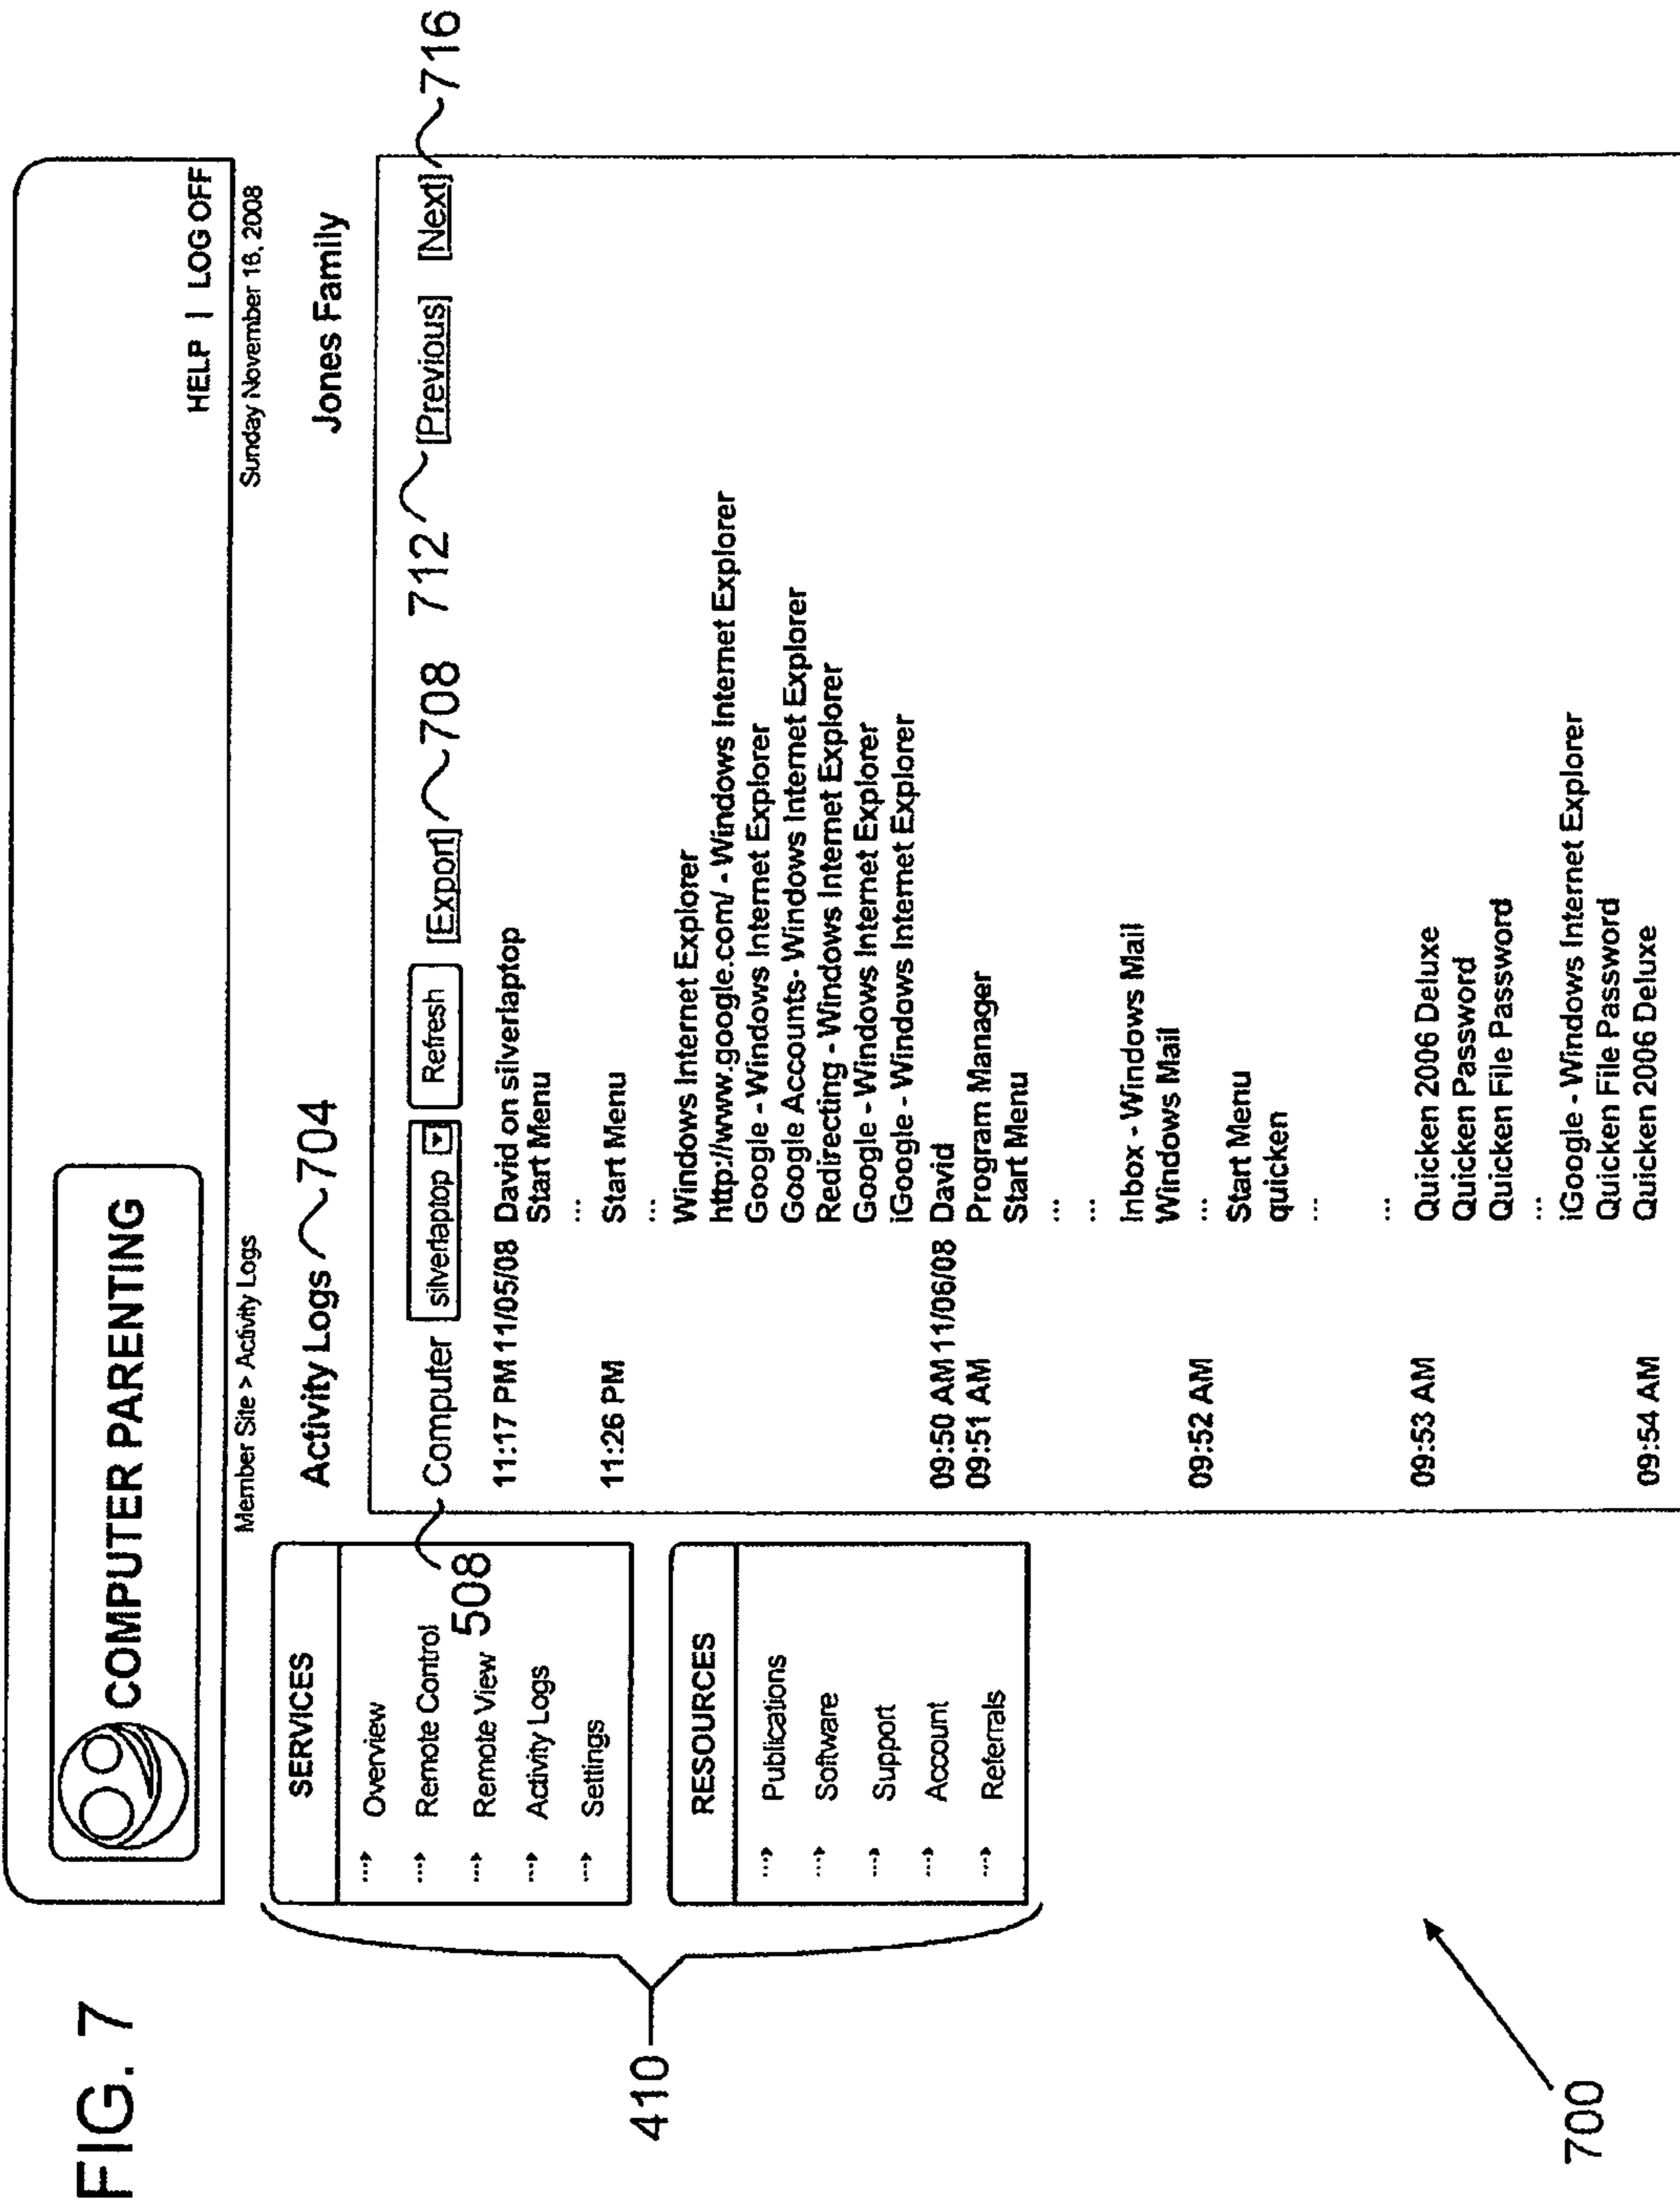 FIG. 7
COMPUTER PARENTING
HELP | LOG OFF
Member Site > Activity Logs
Sunday November 16, 2008
SERVICES
Overview
Remote Control
Remote View
Activity Logs
Settings
RESOURCES
Publications
Software
Support
Account
Referrals
410
508
700
Activity Logs 704
Jones Family
Computer silverlaptop Refresh [Export] 708 712 [Previous] [Next] 716
11:17 PM 11/05/08 David on silverlaptop
Start Menu
...
11:26 PM Start Menu
...
Windows Internet Explorer
http://www.google.com/ - Windows Internet Explorer
Google - Windows Internet Explorer
Google Accounts- Windows Internet Explorer
Redirecting - Windows Internet Explorer
Google - Windows Internet Explorer
iGoogle - Windows Internet Explorer
09:50 AM 11/06/08 David
09:51 AM Program Manager
Start Menu
...
...
Inbox - Windows Mail
Windows Mail
09:52 AM ...
Start Menu
quicken
...
...
09:53 AM Quicken 2006 Deluxe
Quicken Password
Quicken File Password
...
iGoogle - Windows Internet Explorer
Quicken File Password
09:54 AM Quicken 2006 Deluxe